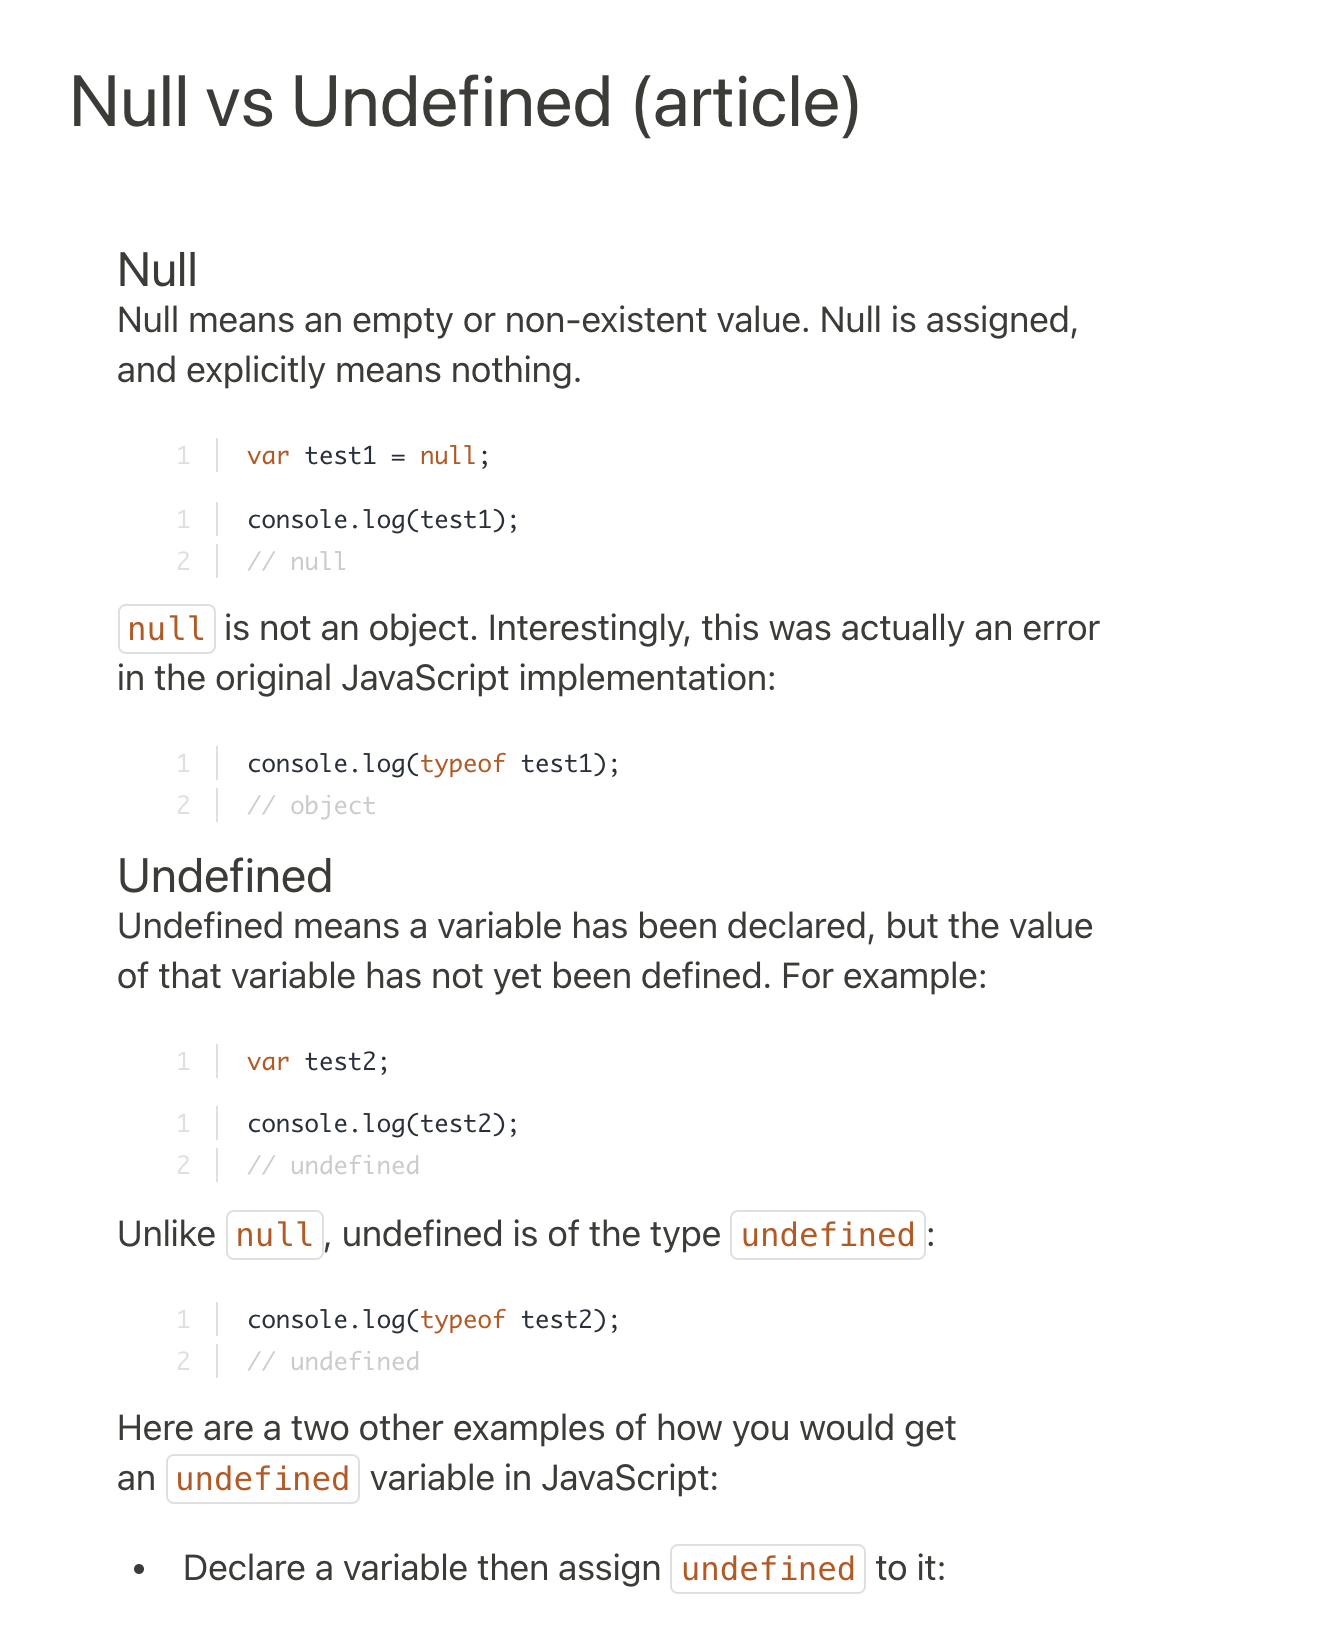 Null vs Undefined (article)
Null
Null means an empty or non-existent value. Null is assigned,
and explicitly means nothing.
1 var test1 = null;
1 console.log(test1);
2 // null
null is not an object. Interestingly, this was actually an error
in the original JavaScript implementation:
1 console.log(typeof test1);
2 // object
Undefined
Undefined means a variable has been declared, but the value
of that variable has not yet been defined. For example:
1 var test2;
1 console.log(test2);
2 // undefined
Unlike null, undefined is of the type undefined:
1 console.log(typeof test2);
2 // undefined
Here are a two other examples of how you would get
an undefined variable in JavaScript:
• Declare a variable then assign undefined to it: